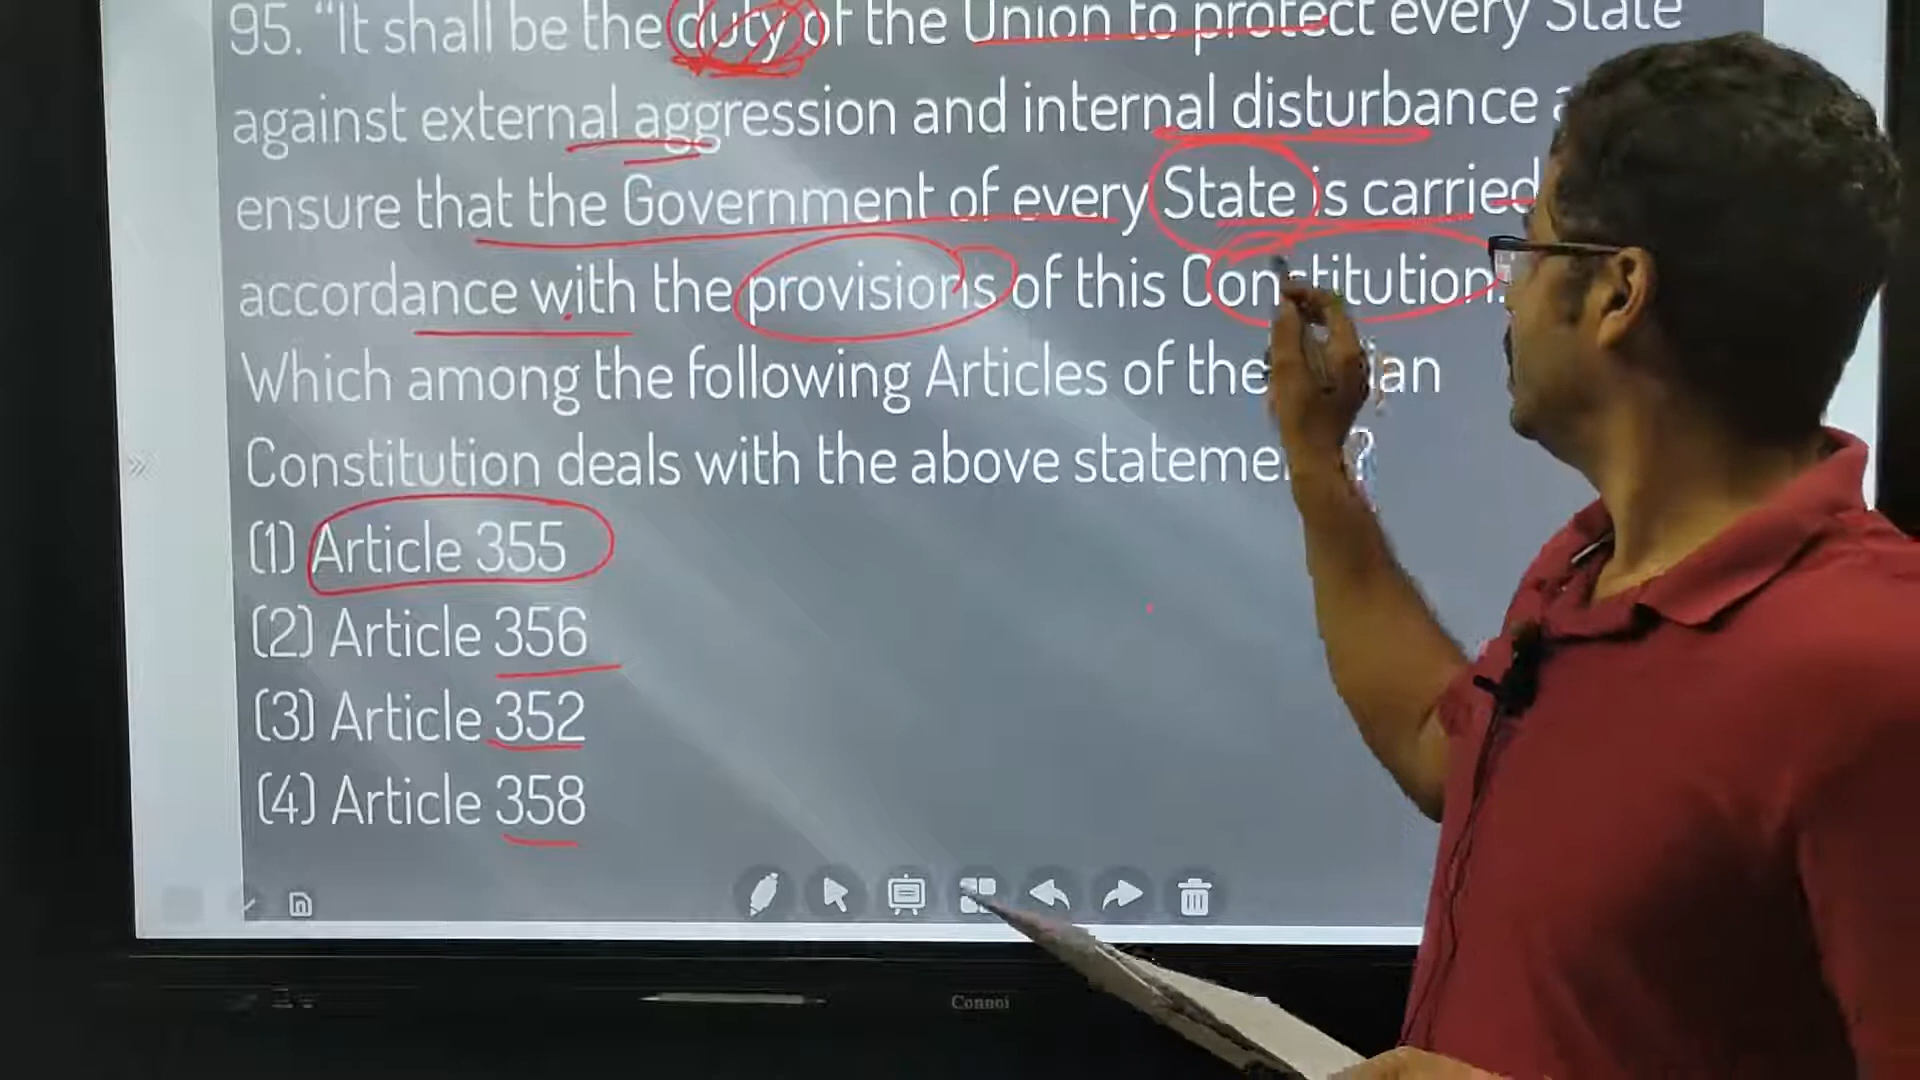 95. “It shall be the duty of the Union to protect every State
against external aggression and internal disturbance
ensure that the Government of every State is carried
accordance with the provisions of this Constitution.
Which among the following Articles of the
Constitution deals with the above statement?
(1) Article 355
(2) Article 356
(3) Article 352
(4) Article 358